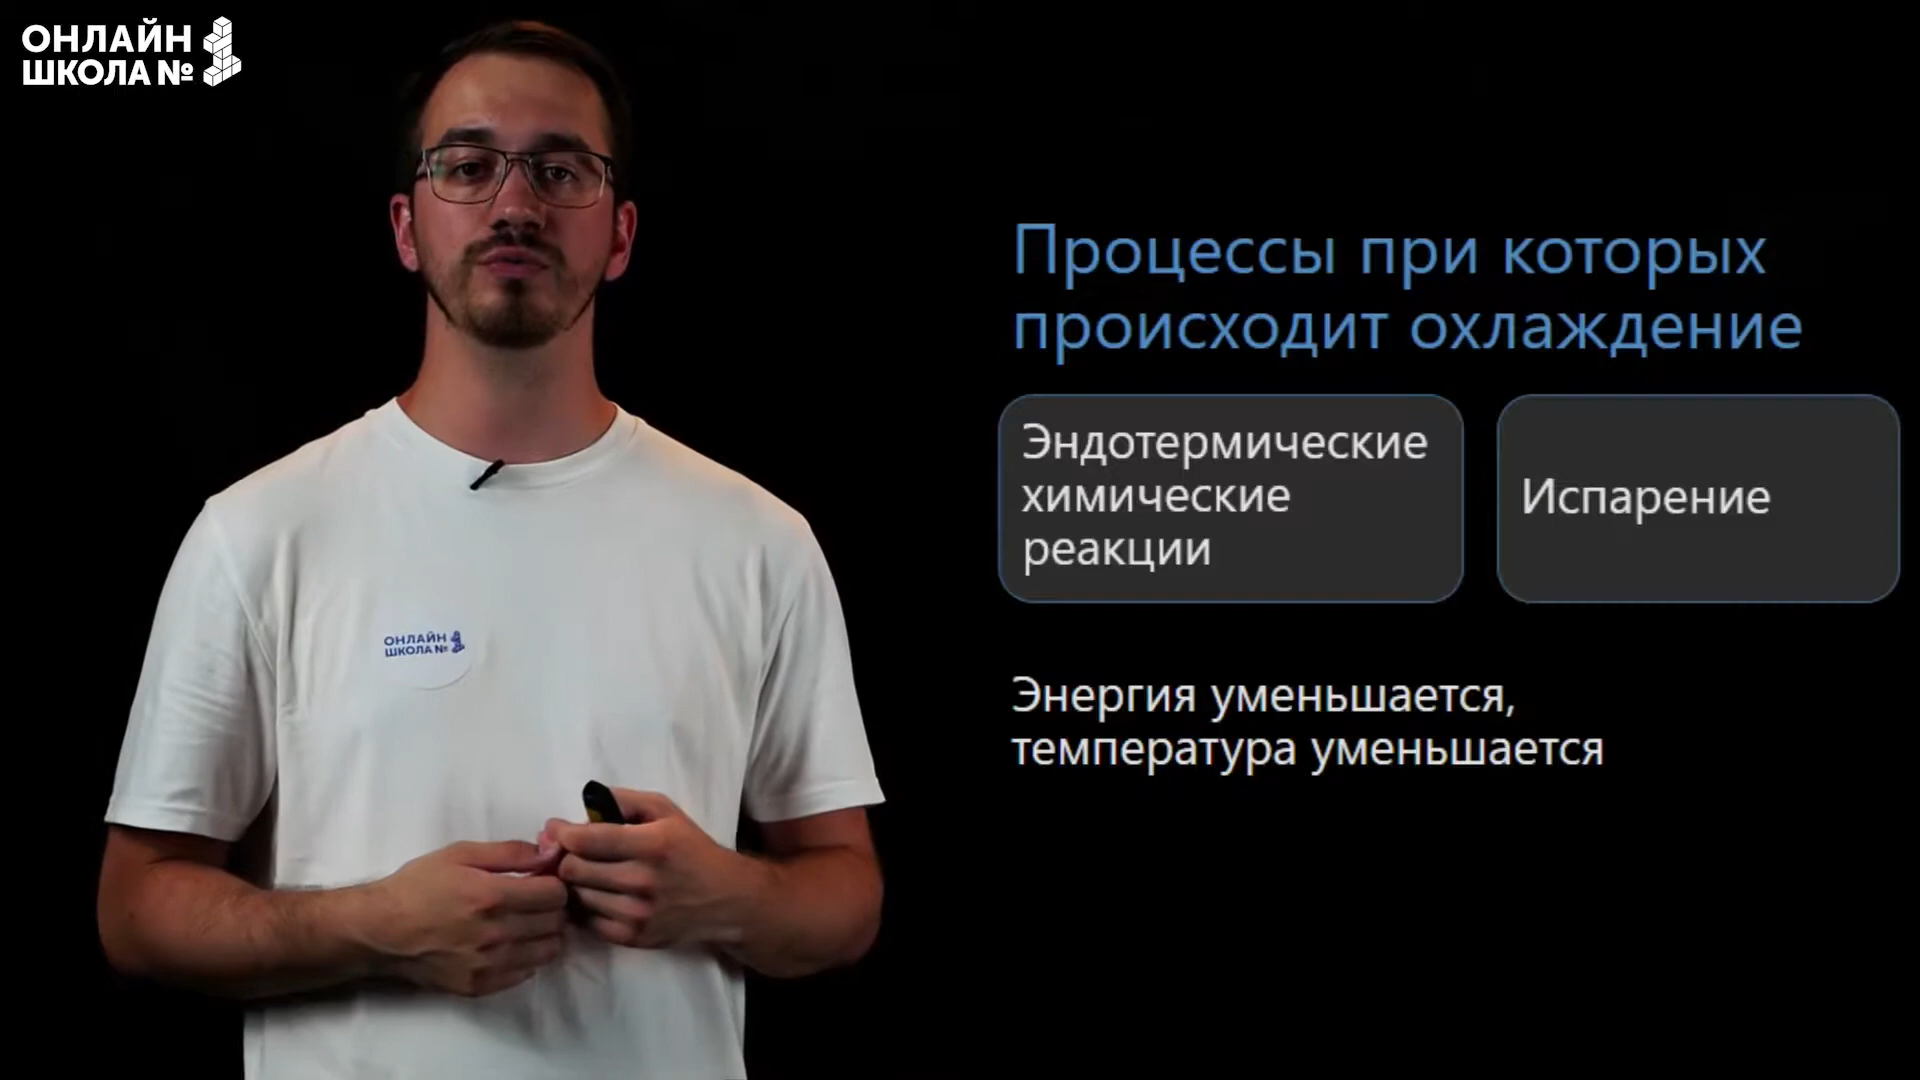 ОНЛАЙН
ШКОЛА №
Процессы при которых
происходит охлаждение
Эндотермические
химические
реакции
Испарение
Энергия уменьшается,
температура уменьшается
ОНЛАЙН
ШКОЛА №